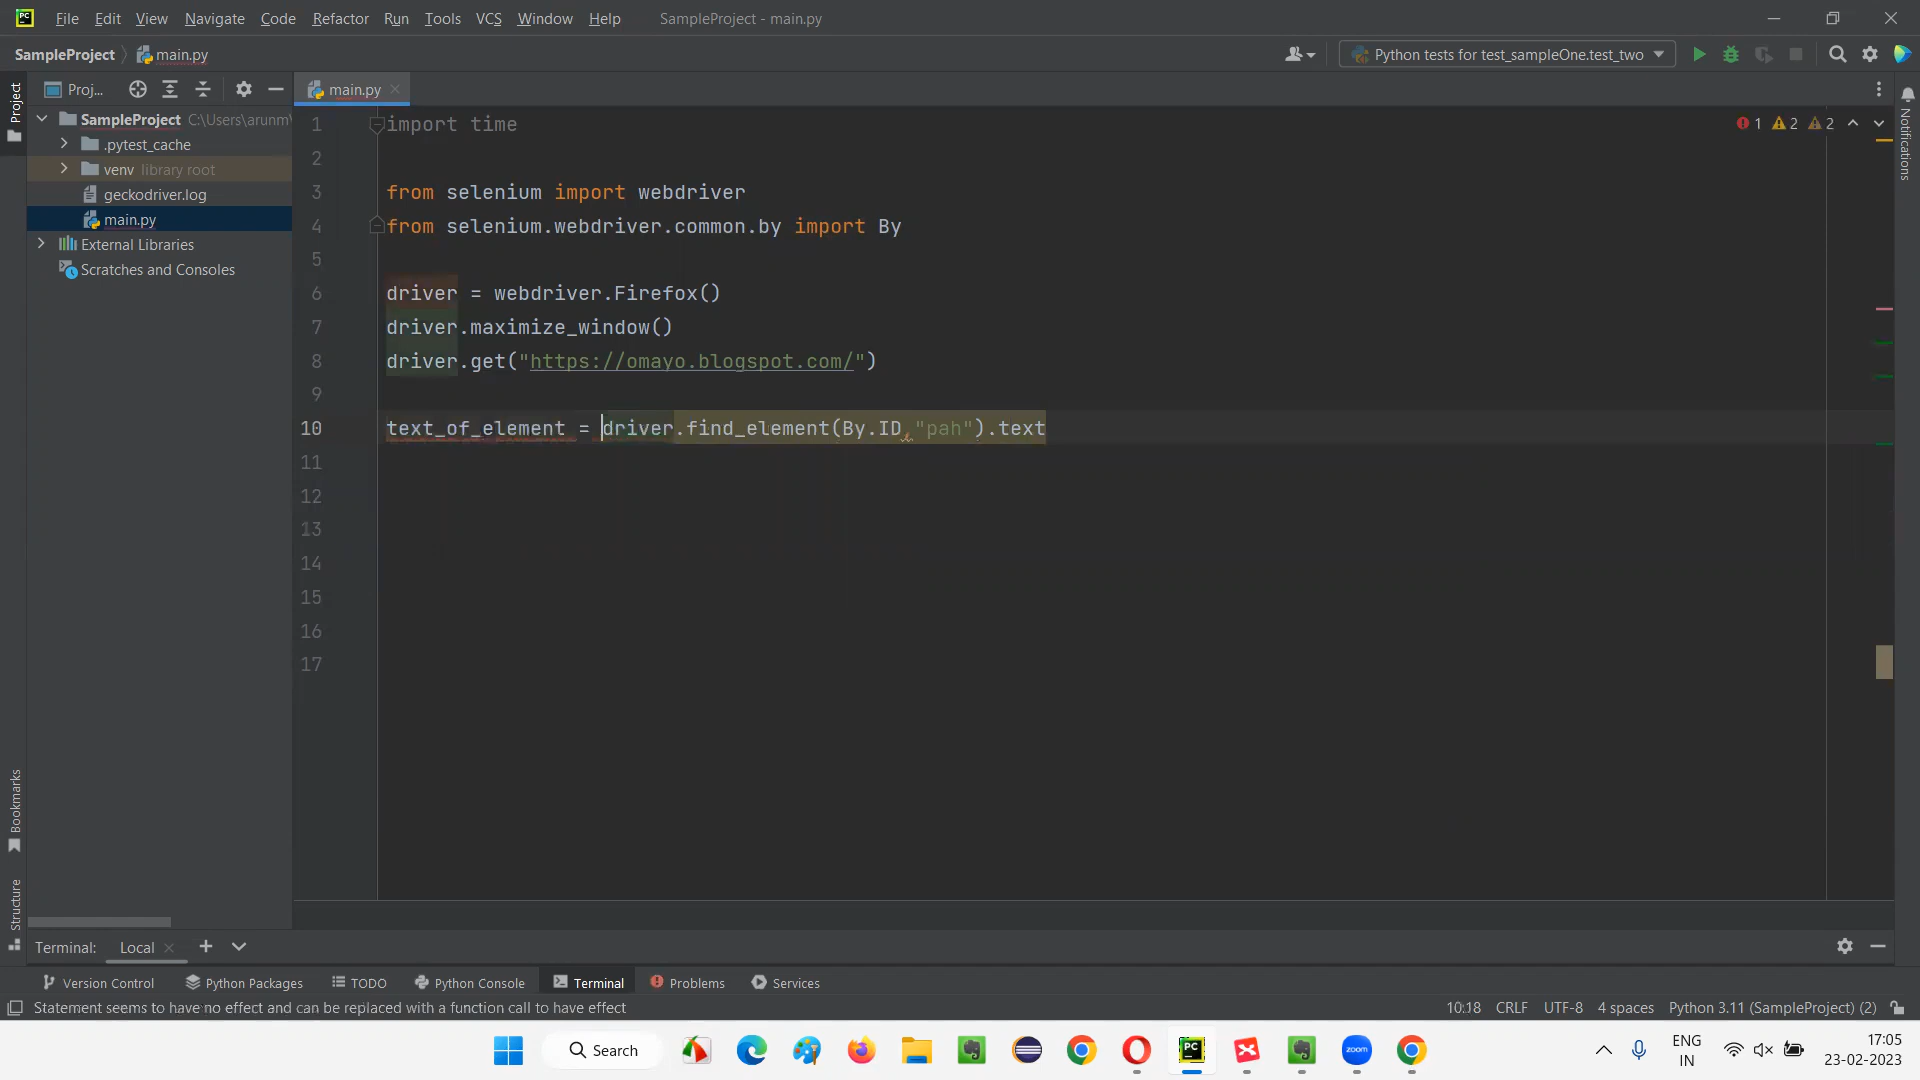 PC File Edit View Navigate Code Refactor Run Tools VCS Window Help SampleProject - main.py
SampleProject main.py Python tests for test_sampleOne.test_two
Project Proj... main.py Notifications
SampleProject C:\Users\arunm\
.pytest_cache
venv library root
geckodriver.log
main.py
External Libraries
Scratches and Consoles
1 import time 1 2 2
2
3 from selenium import webdriver
4 from selenium.webdriver.common.by import By
5
6 driver = webdriver.Firefox()
7 driver.maximize_window()
8 driver.get("https://omayo.blogspot.com/")
9
10 text_of_element = driver.find_element(By.ID,"pah").text
11
12
13
14
15
16
17
Bookmarks
Structure
Terminal: Local
Version Control Python Packages TODO Python Console Terminal Problems Services
Statement seems to have no effect and can be replaced with a function call to have effect 10:18 CRLF UTF-8 4 spaces Python 3.11 (SampleProject) (2)
Search PC zoom ENG 17:05
IN 23-02-2023